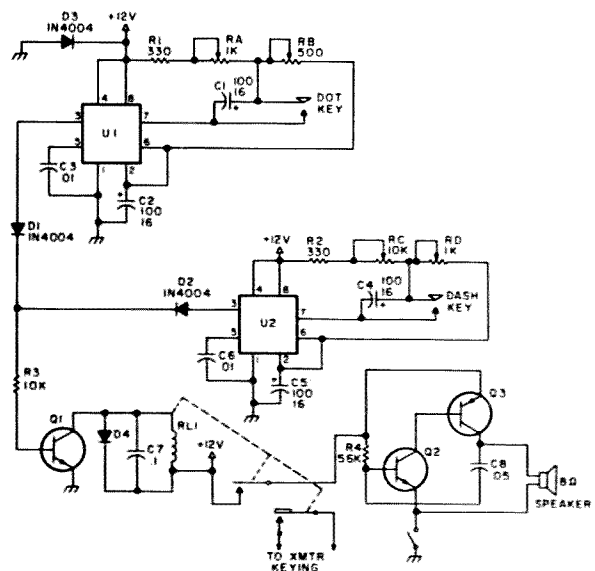 D3
1N4004
+12V
R1
330
RA
1K
RB
500
C1
100
16
+
DOT
KEY
4
8
3
7
U1
5
6
1
2
C3
.01
+
C2
100
16
D1
1N4004
+12V
R2
330
RC
10K
RD
1K
D2
1N4004
C4
100
16
+
DASH
KEY
4
8
3
7
U2
5
6
1
2
C6
.01
+
C5
100
16
R3
10K
Q1
D4
C7
.1
RL1
+12V
R4
56K
Q2
Q3
C8
.05
8Ω
SPEAKER
TO XMTR
KEYING